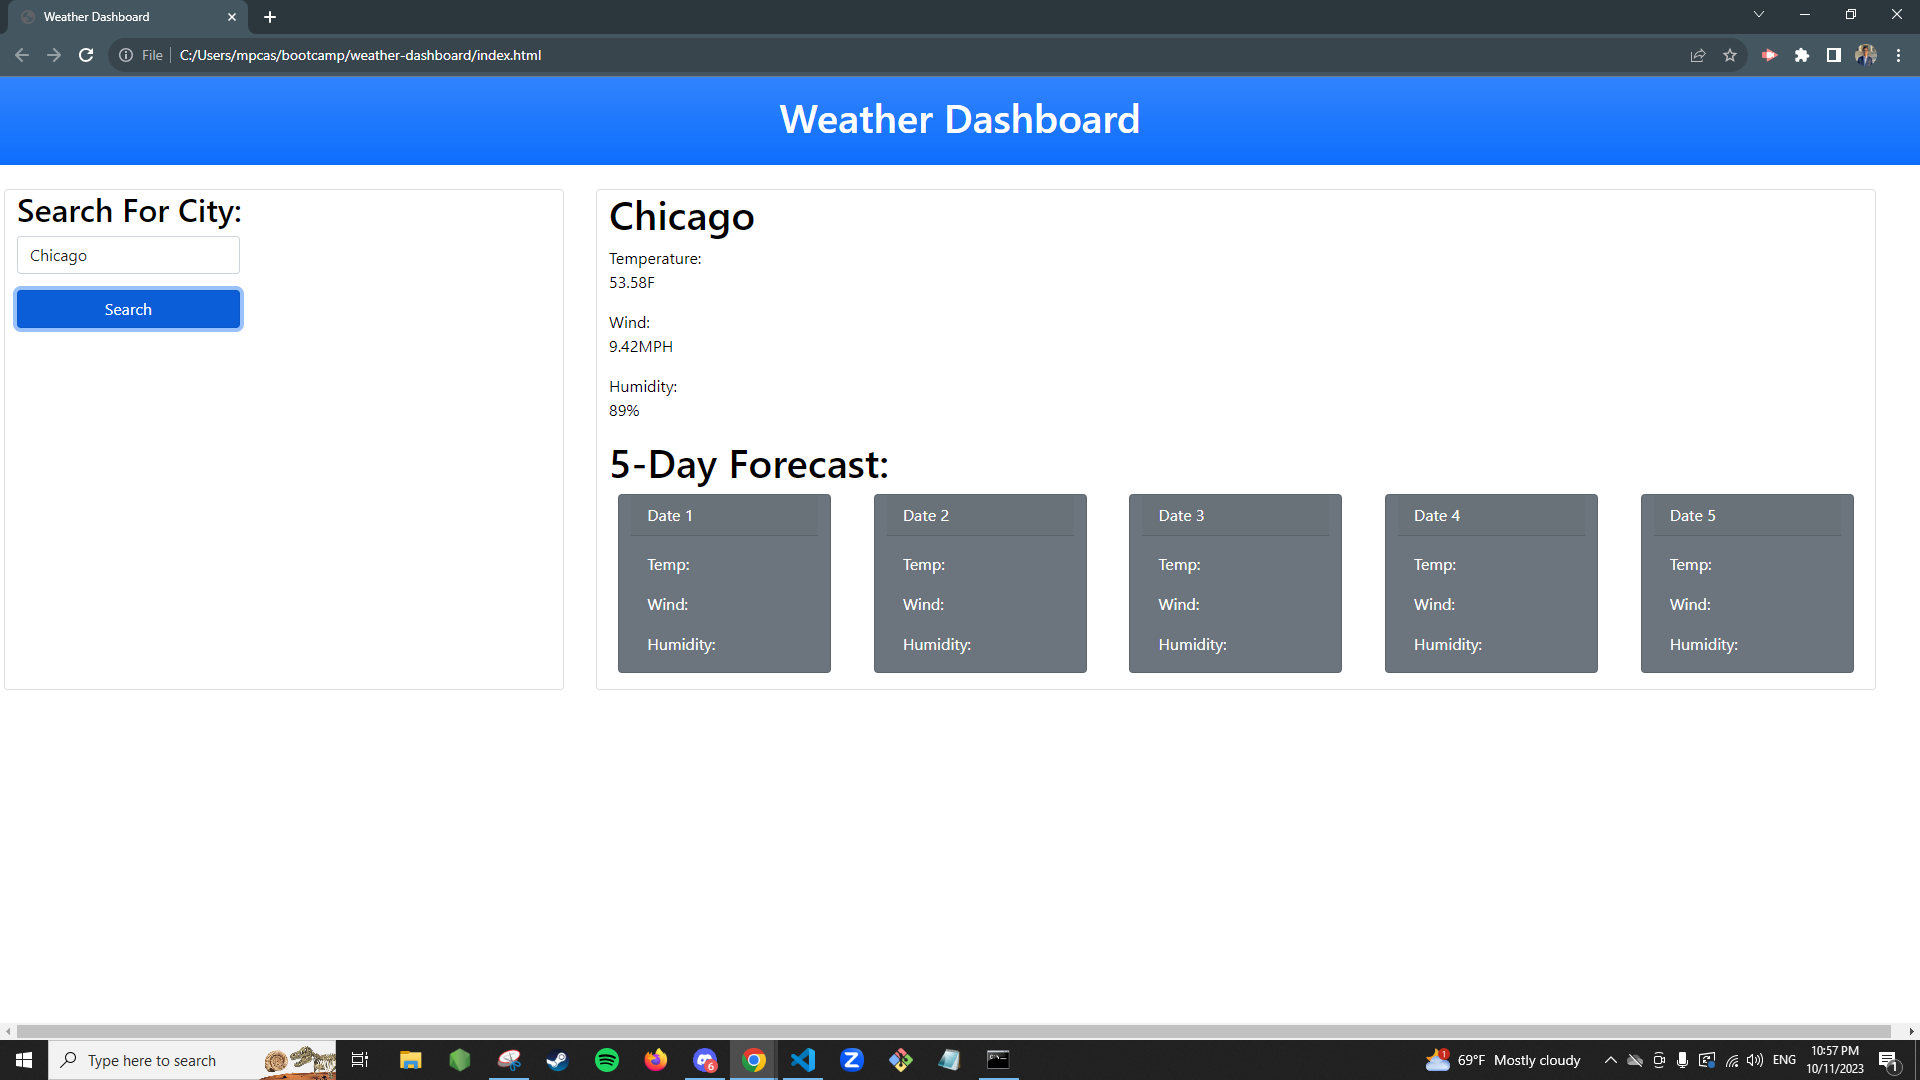 Weather Dashboard
File
C:/Users/mpcas/bootcamp/weather-dashboard/index.html
Weather Dashboard
Search For City:
Chicago
Search
Chicago
Temperature:
53.58F
Wind:
9.42MPH
Humidity:
89%
5-Day Forecast:
Date 1
Temp:
Wind:
Humidity:
Date 2
Temp:
Wind:
Humidity:
Date 3
Temp:
Wind:
Humidity:
Date 4
Temp:
Wind:
Humidity:
Date 5
Temp:
Wind:
Humidity:
Type here to search
6
1
69°F Mostly cloudy
ENG
10:57 PM
10/11/2023
1